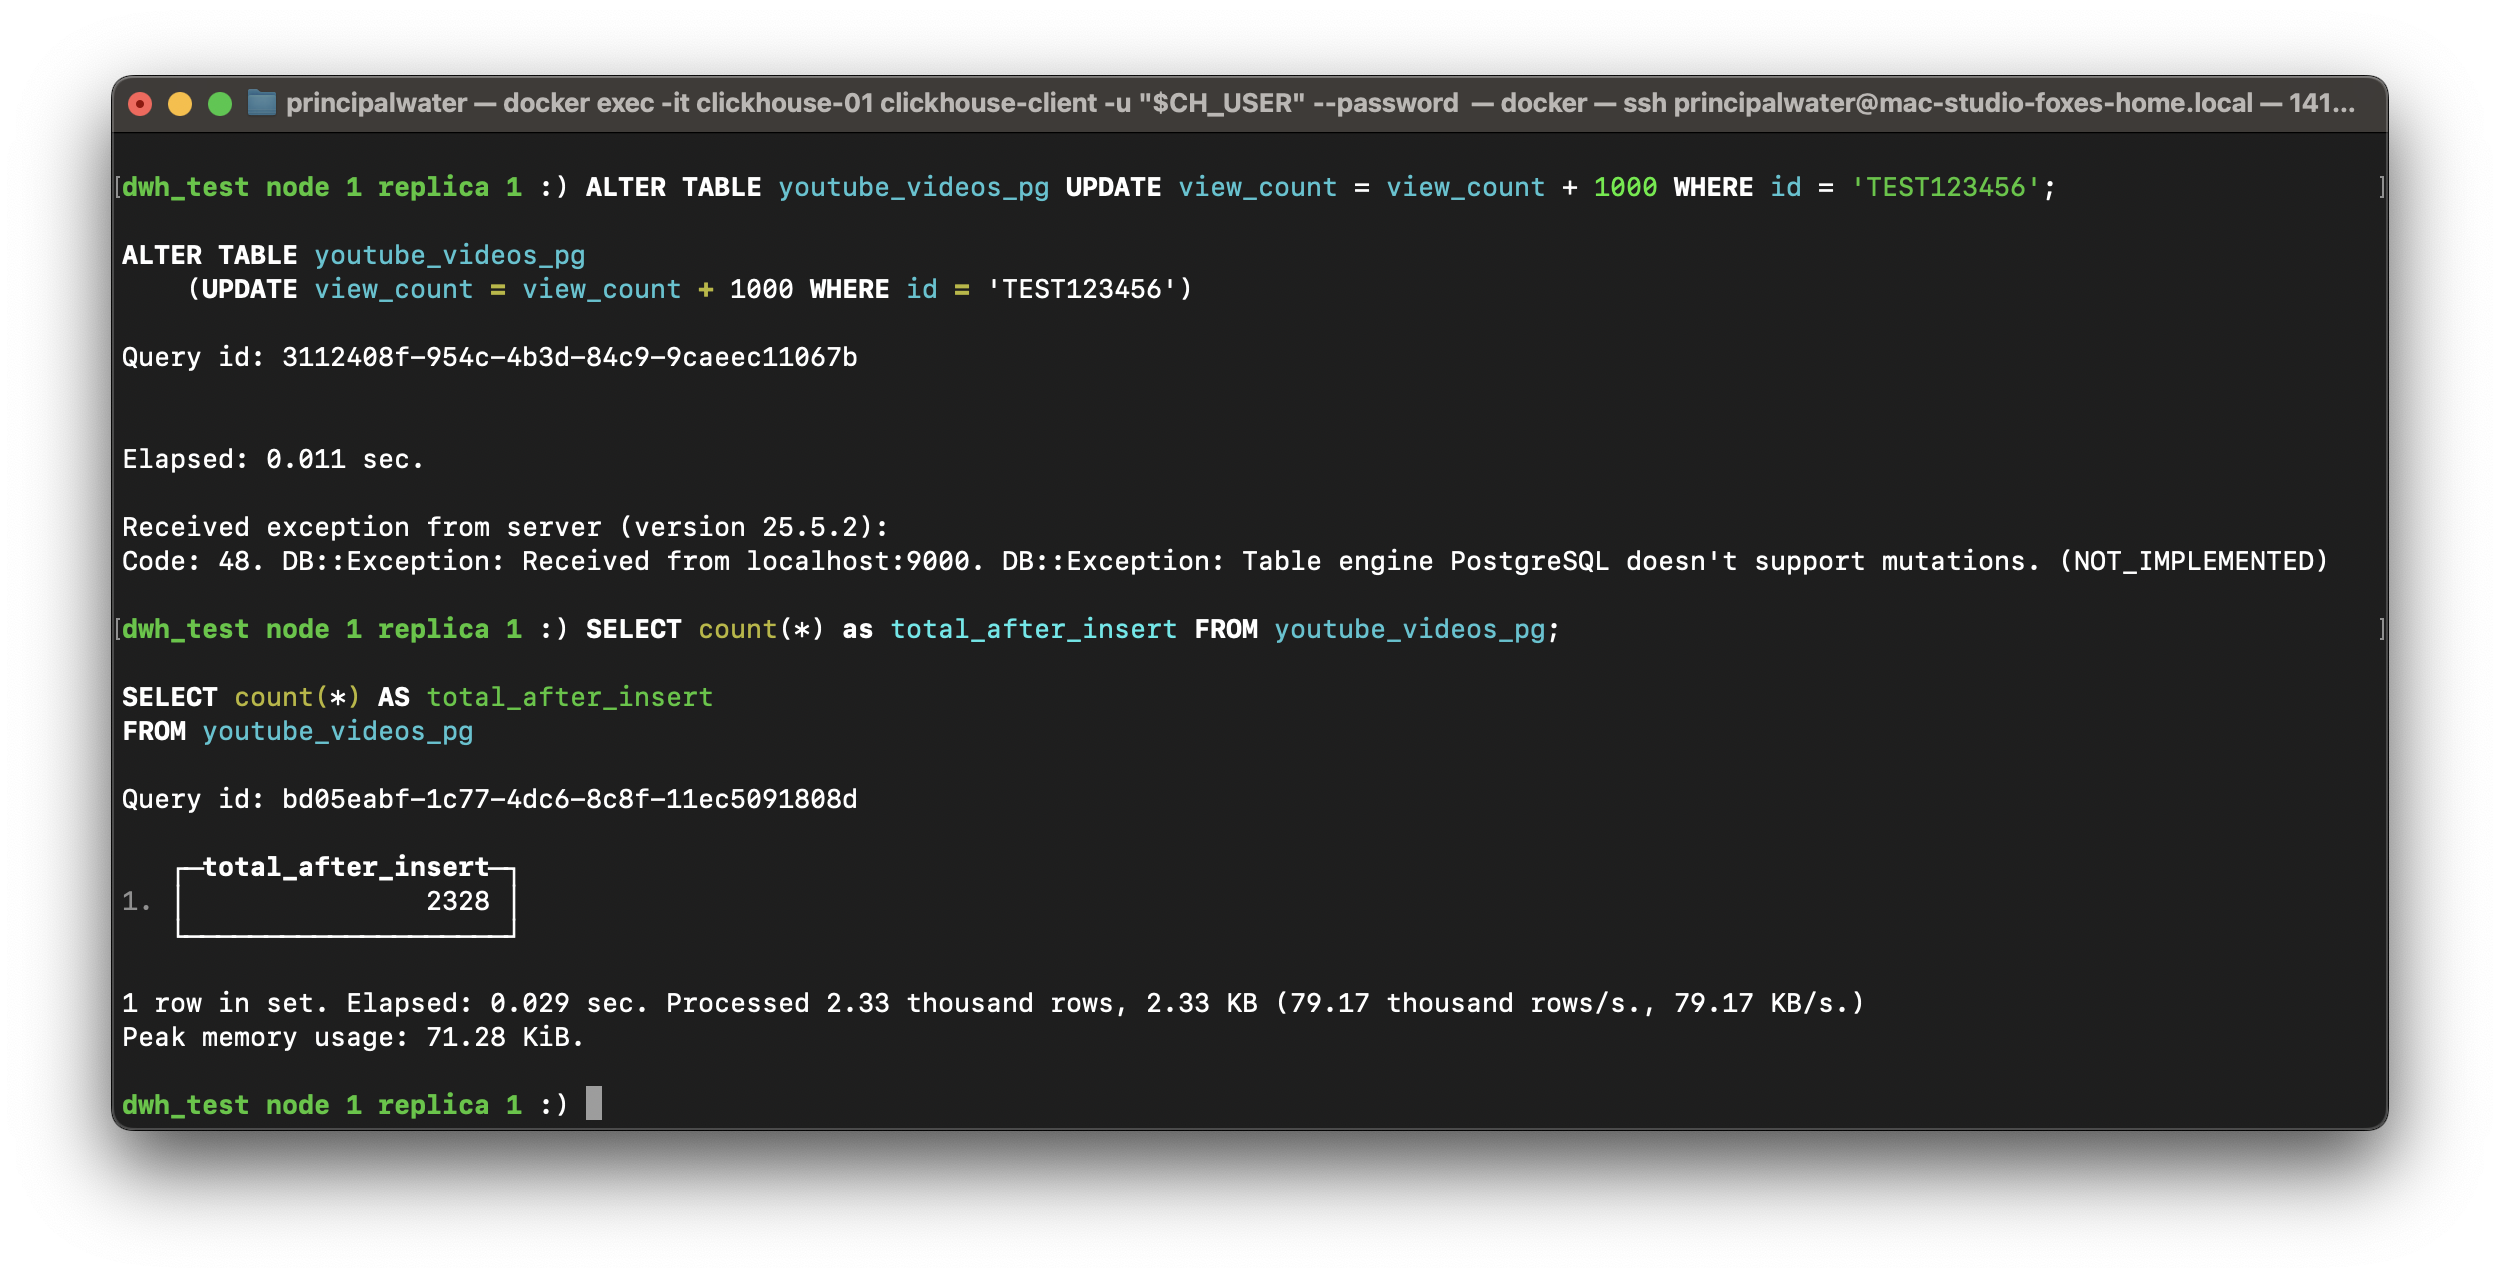 principalwater — docker exec -it clickhouse-01 clickhouse-client -u "$CH_USER" --password — docker — ssh principalwater@mac-studio-foxes-home.local — 141...
[dwh_test node 1 replica 1 :) ALTER TABLE youtube_videos_pg UPDATE view_count = view_count + 1000 WHERE id = 'TEST123456'; ]
ALTER TABLE youtube_videos_pg
(UPDATE view_count = view_count + 1000 WHERE id = 'TEST123456')
Query id: 3112408f-954c-4b3d-84c9-9caeec11067b
Elapsed: 0.011 sec.
Received exception from server (version 25.5.2):
Code: 48. DB::Exception: Received from localhost:9000. DB::Exception: Table engine PostgreSQL doesn't support mutations. (NOT_IMPLEMENTED)
[dwh_test node 1 replica 1 :) SELECT count(*) as total_after_insert FROM youtube_videos_pg; ]
SELECT count(*) AS total_after_insert
FROM youtube_videos_pg
Query id: bd05eabf-1c77-4dc6-8c8f-11ec5091808d
total_after_insert
1. 2328
1 row in set. Elapsed: 0.029 sec. Processed 2.33 thousand rows, 2.33 KB (79.17 thousand rows/s., 79.17 KB/s.)
Peak memory usage: 71.28 KiB.
dwh_test node 1 replica 1 :)